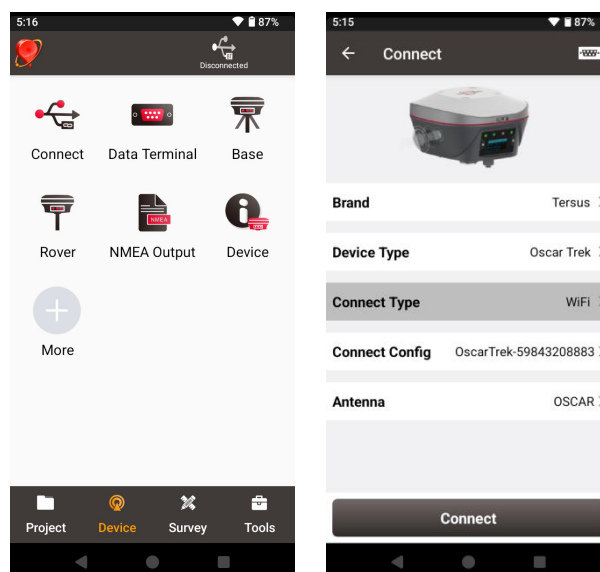 5:16
87%
Disconnected
Connect
Data Terminal
Base
NMEA
Rover
NMEA Output
Device
More
Project
Device
Survey
Tools
5:15
87%
Connect
Brand
Tersus
Device Type
Oscar Trek
Connect Type
WiFi
Connect Config
OscarTrek-59843208883
Antenna
OSCAR
Connect